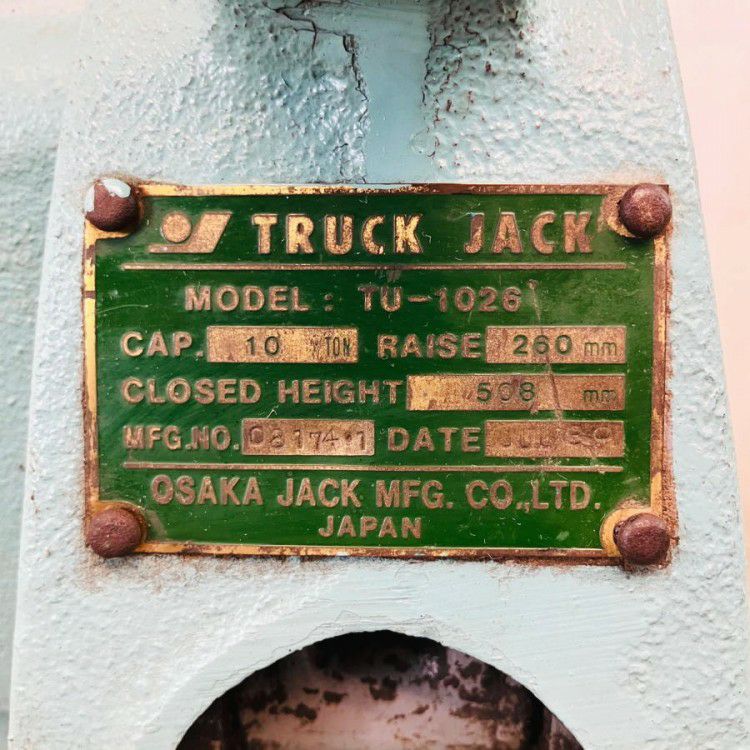 TRUCK JACK
MODEL: TU-1026
CAP. 10 TON RAISE 260 mm
CLOSED HEIGHT 508 mm
MFG.NO. DATE
OSAKA JACK MFG. CO.,LTD.
JAPAN